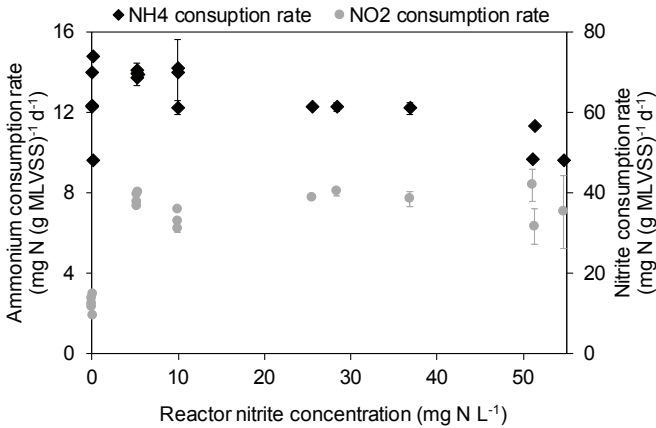 NH4 consuption rate NO2 consumption rate
Ammonium consumption rate
(mg N (g MLVSS)⁻¹ d⁻¹)
16
12
8
4
0
80
60
40
20
0
Nitrite consumption rate
(mg N (g MLVSS)⁻¹ d⁻¹)
0 10 20 30 40 50
Reactor nitrite concentration (mg N L⁻¹)